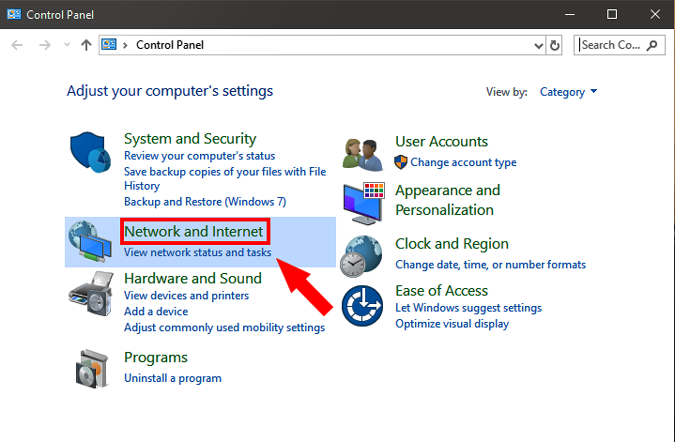 Control Panel
Control Panel
Search Co...
Adjust your computer's settings
View by:
Category
System and Security
Review your computer's status
Save backup copies of your files with File
History
Backup and Restore (Windows 7)
Network and Internet
View network status and tasks
Hardware and Sound
View devices and printers
Add a device
Adjust commonly used mobility settings
Programs
Uninstall a program
User Accounts
Change account type
Appearance and
Personalization
Clock and Region
Change date, time, or number formats
Ease of Access
Let Windows suggest settings
Optimize visual display